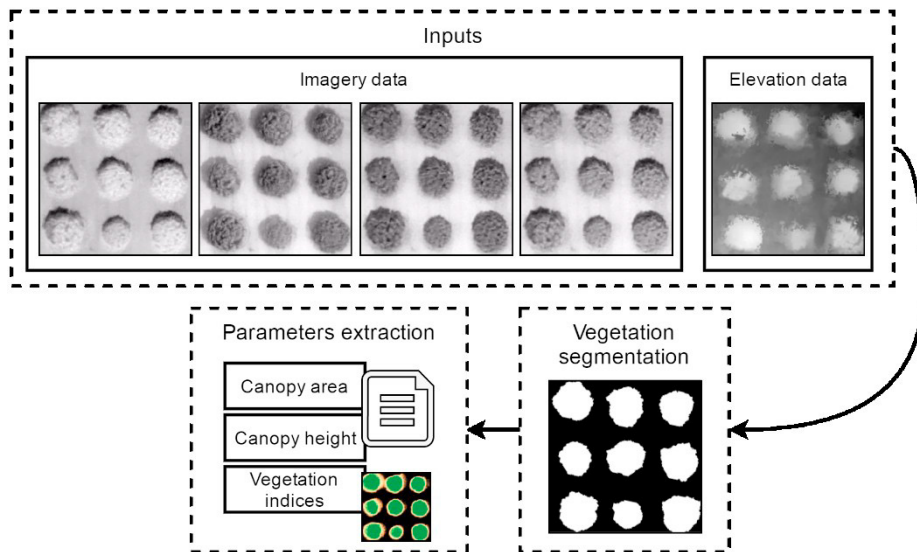 Inputs
Imagery data
Elevation data
Parameters extraction
Canopy area
Canopy height
Vegetation
indices
Vegetation
segmentation